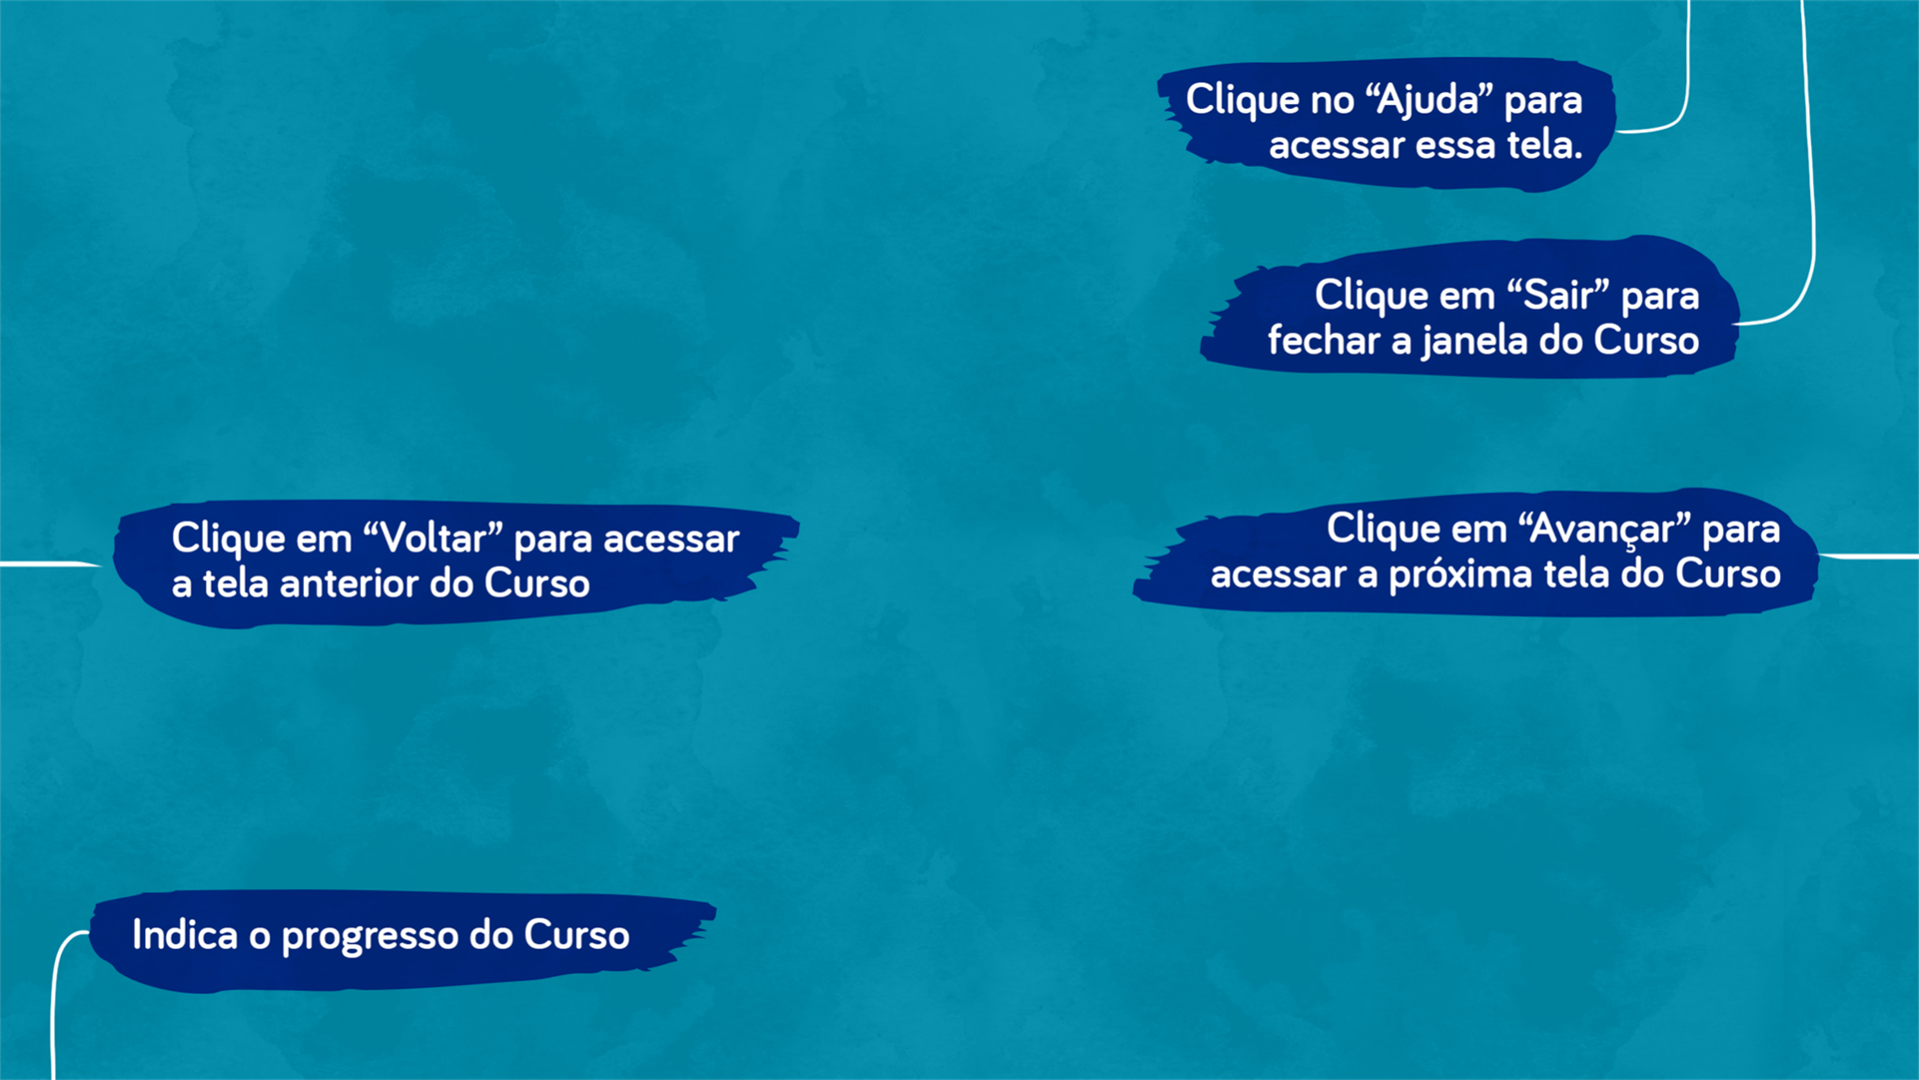 Clique no “Ajuda” para
acessar essa tela.
Clique em “Sair” para
fechar a janela do Curso
Clique em “Voltar” para acessar
a tela anterior do Curso
Clique em “Avançar” para
acessar a próxima tela do Curso
Indica o progresso do Curso